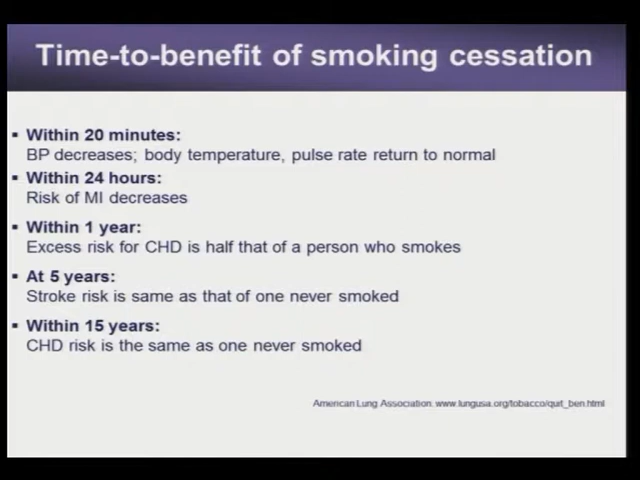 Time-to-benefit of smoking cessation
▪ Within 20 minutes:
BP decreases; body temperature, pulse rate return to normal
▪ Within 24 hours:
Risk of MI decreases
▪ Within 1 year:
Excess risk for CHD is half that of a person who smokes
▪ At 5 years:
Stroke risk is same as that of one never smoked
▪ Within 15 years:
CHD risk is the same as one never smoked
American Lung Association. www.lungusa.org/tobacco/quit_ben.html